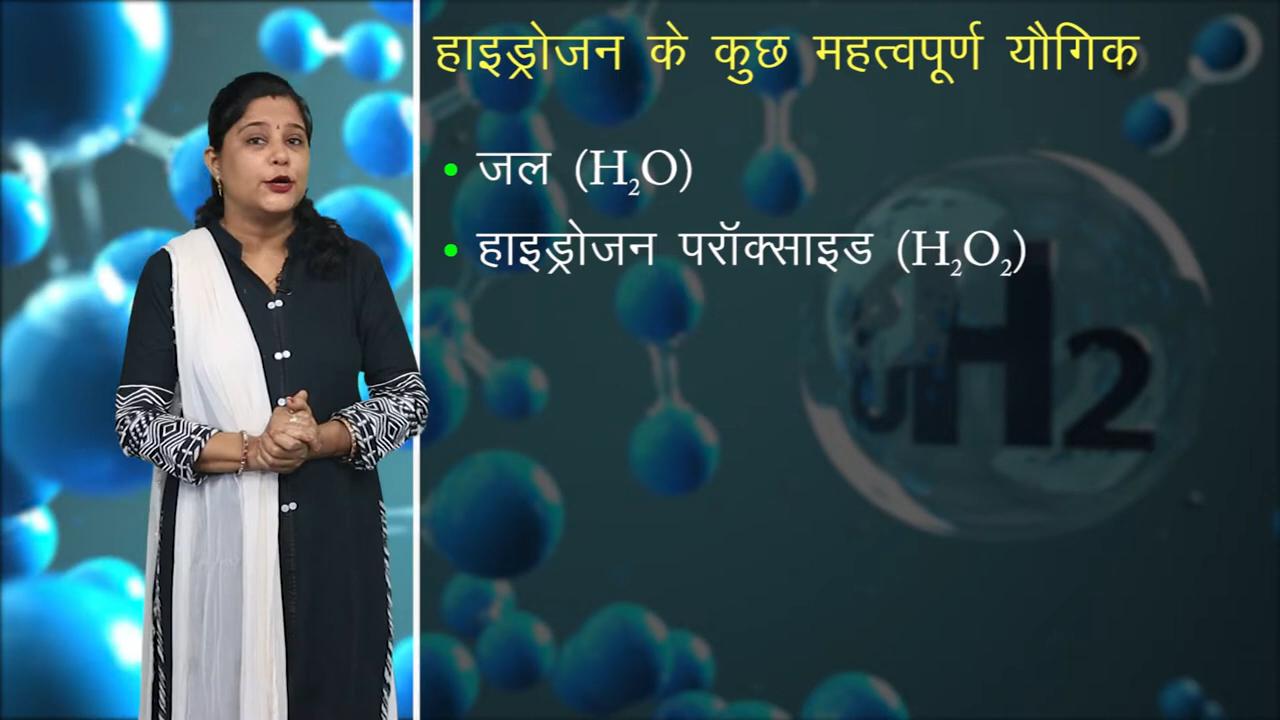 हाइड्रोजन के कुछ महत्वपूर्ण यौगिक
• जल (H₂O)
• हाइड्रोजन परॉक्साइड (H₂O₂)
H2